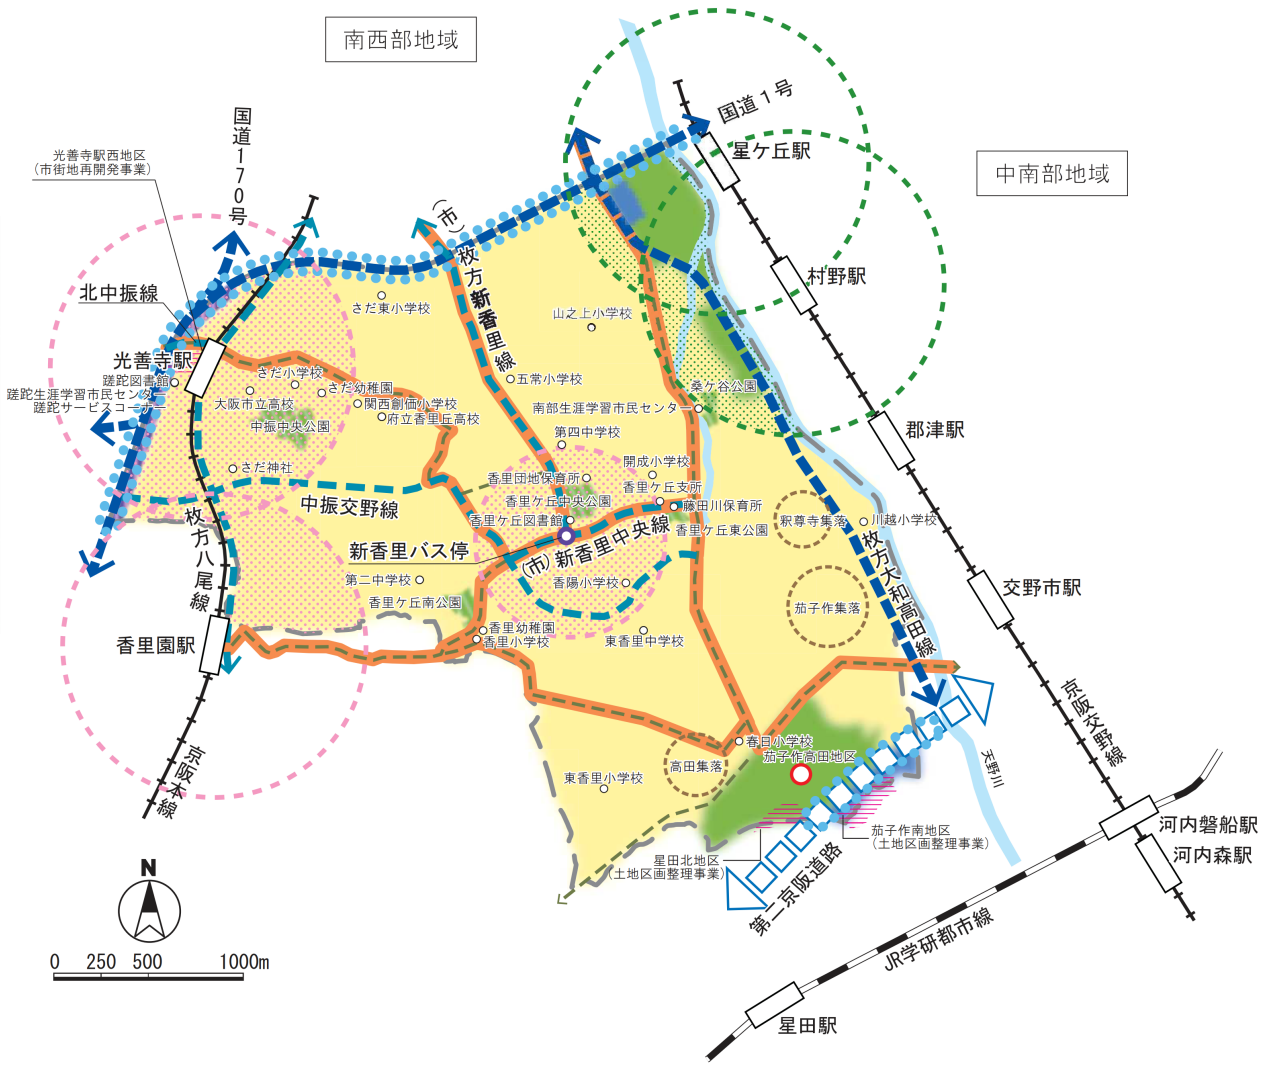 南西部地域
中南部地域
国道１号
国道170号
光善寺駅西地区
(市街地再開発事業)
星ケ丘駅
村野駅
郡津駅
交野市駅
河内磐船駅
河内森駅
星田駅
JR学研都市線
京阪交野線
天野川
北中振線
光善寺駅
蹉跎図書館
蹉跎生涯学習市民センター
蹉跎サービスコーナー
(市)枚方新香里線
さだ東小学校
山之上小学校
さだ小学校
さだ幼稚園
大阪市立高校
関西創価小学校
府立香里丘高校
中振中央公園
さだ神社
五常小学校
南部生涯学習市民センター
桑ケ谷公園
第四中学校
開成小学校
香里団地保育所
香里ケ丘支所
香里ケ丘中央公園
藤田川保育所
香里ケ丘図書館
香里ケ丘東公園
釈尊寺集落
川越小学校
中振交野線
枚方八尾線
新香里バス停
(市)新香里中央線
第二中学校
香陽小学校
香里ケ丘南公園
茄子作集落
枚方大和高田線
香里園駅
香里幼稚園
香里小学校
東香里中学校
京阪本線
春日小学校
茄子作高田地区
高田集落
東香里小学校
茄子作南地区
(土地区画整理事業)
星田北地区
(土地区画整理事業)
第二京阪道路
N
0 250 500 1000m